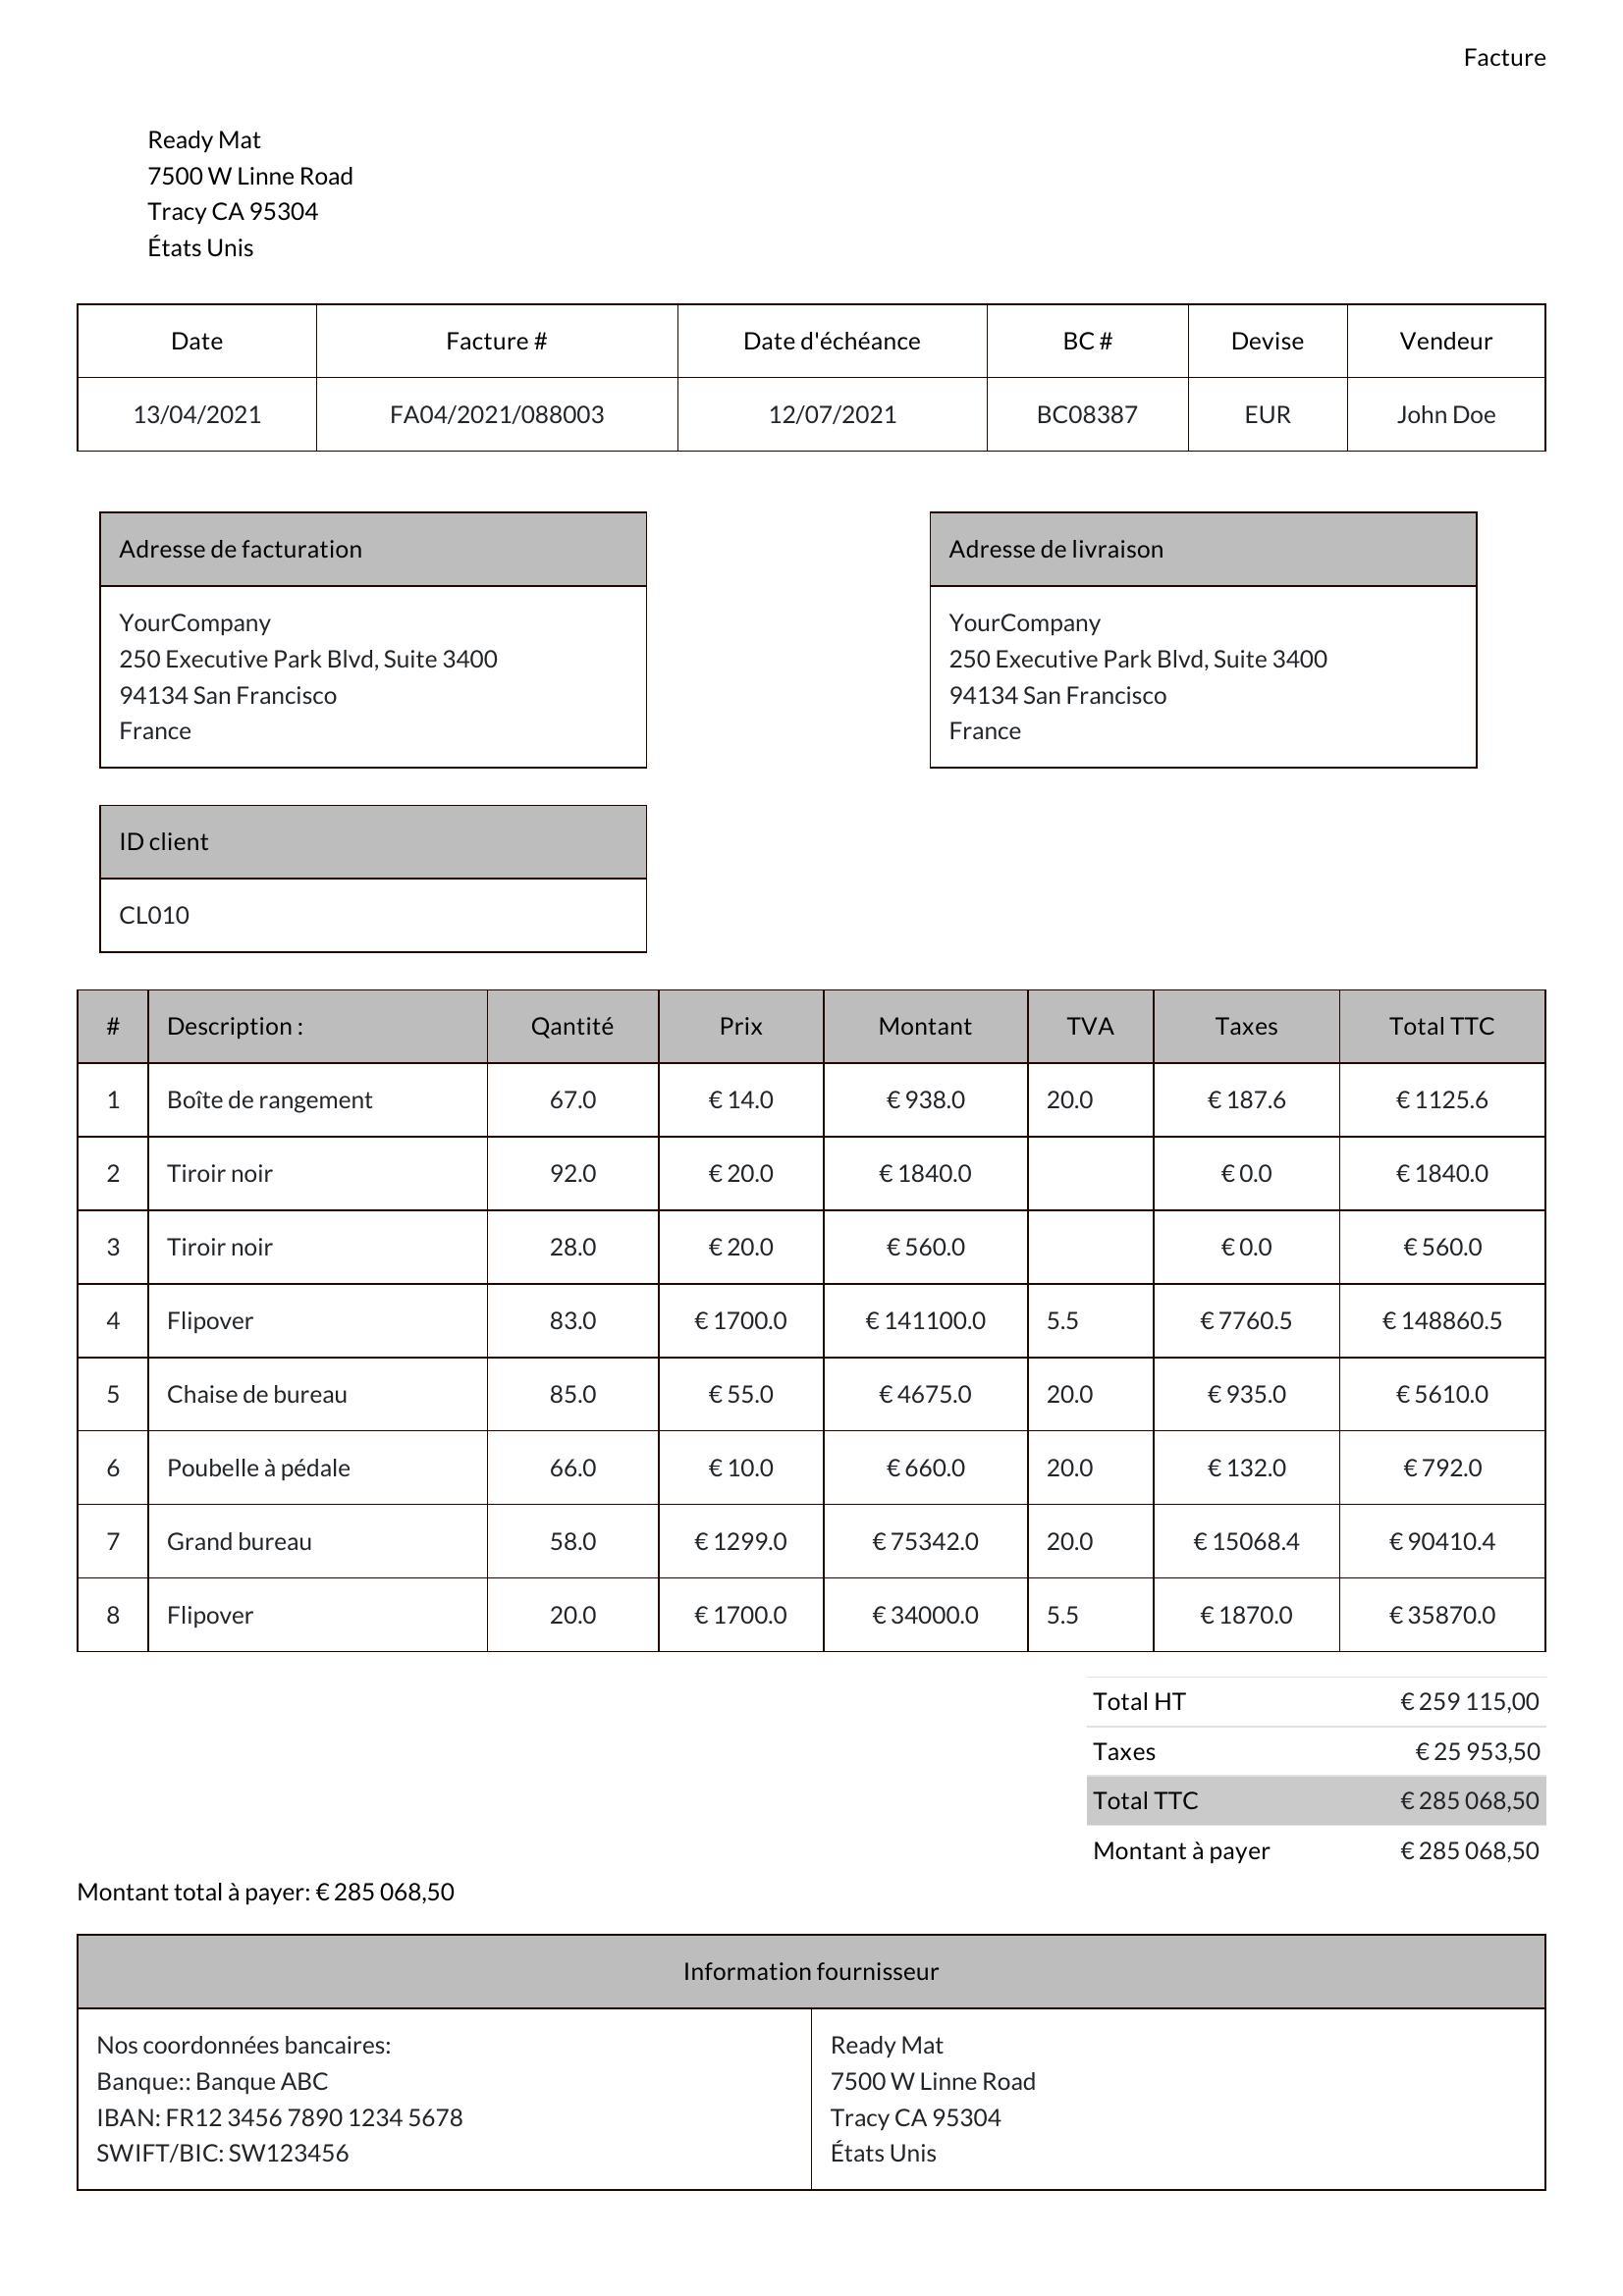 Facture
Ready Mat
7500 W Linne Road
Tracy CA 95304
États Unis
Date Facture # Date d'échéance BC # Devise Vendeur
13/04/2021 FA04/2021/088003 12/07/2021 BC08387 EUR John Doe
Adresse de facturation
YourCompany
250 Executive Park Blvd, Suite 3400
94134 San Francisco
France
Adresse de livraison
YourCompany
250 Executive Park Blvd, Suite 3400
94134 San Francisco
France
ID client
CL010
# Description : Qantité Prix Montant TVA Taxes Total TTC
1 Boîte de rangement 67.0 € 14.0 € 938.0 20.0 € 187.6 € 1125.6
2 Tiroir noir 92.0 € 20.0 € 1840.0 € 0.0 € 1840.0
3 Tiroir noir 28.0 € 20.0 € 560.0 € 0.0 € 560.0
4 Flipover 83.0 € 1700.0 € 141100.0 5.5 € 7760.5 € 148860.5
5 Chaise de bureau 85.0 € 55.0 € 4675.0 20.0 € 935.0 € 5610.0
6 Poubelle à pédale 66.0 € 10.0 € 660.0 20.0 € 132.0 € 792.0
7 Grand bureau 58.0 € 1299.0 € 75342.0 20.0 € 15068.4 € 90410.4
8 Flipover 20.0 € 1700.0 € 34000.0 5.5 € 1870.0 € 35870.0
Total HT € 259 115,00
Taxes € 25 953,50
Total TTC € 285 068,50
Montant à payer € 285 068,50
Montant total à payer: € 285 068,50
Information fournisseur
Nos coordonnées bancaires:
Banque:: Banque ABC
IBAN: FR12 3456 7890 1234 5678
SWIFT/BIC: SW123456
Ready Mat
7500 W Linne Road
Tracy CA 95304
États Unis